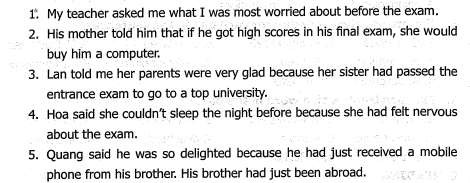 1. My teacher asked me what I was most worried about before the exam.
2. His mother told him that if he got high scores in his final exam, she would
buy him a computer.
3. Lan told me her parents were very glad because her sister had passed the
entrance exam to go to a top university.
4. Hoa said she couldn't sleep the night before because she had felt nervous
about the exam.
5. Quang said he was so delighted because he had just received a mobile
phone from his brother. His brother had just been abroad.